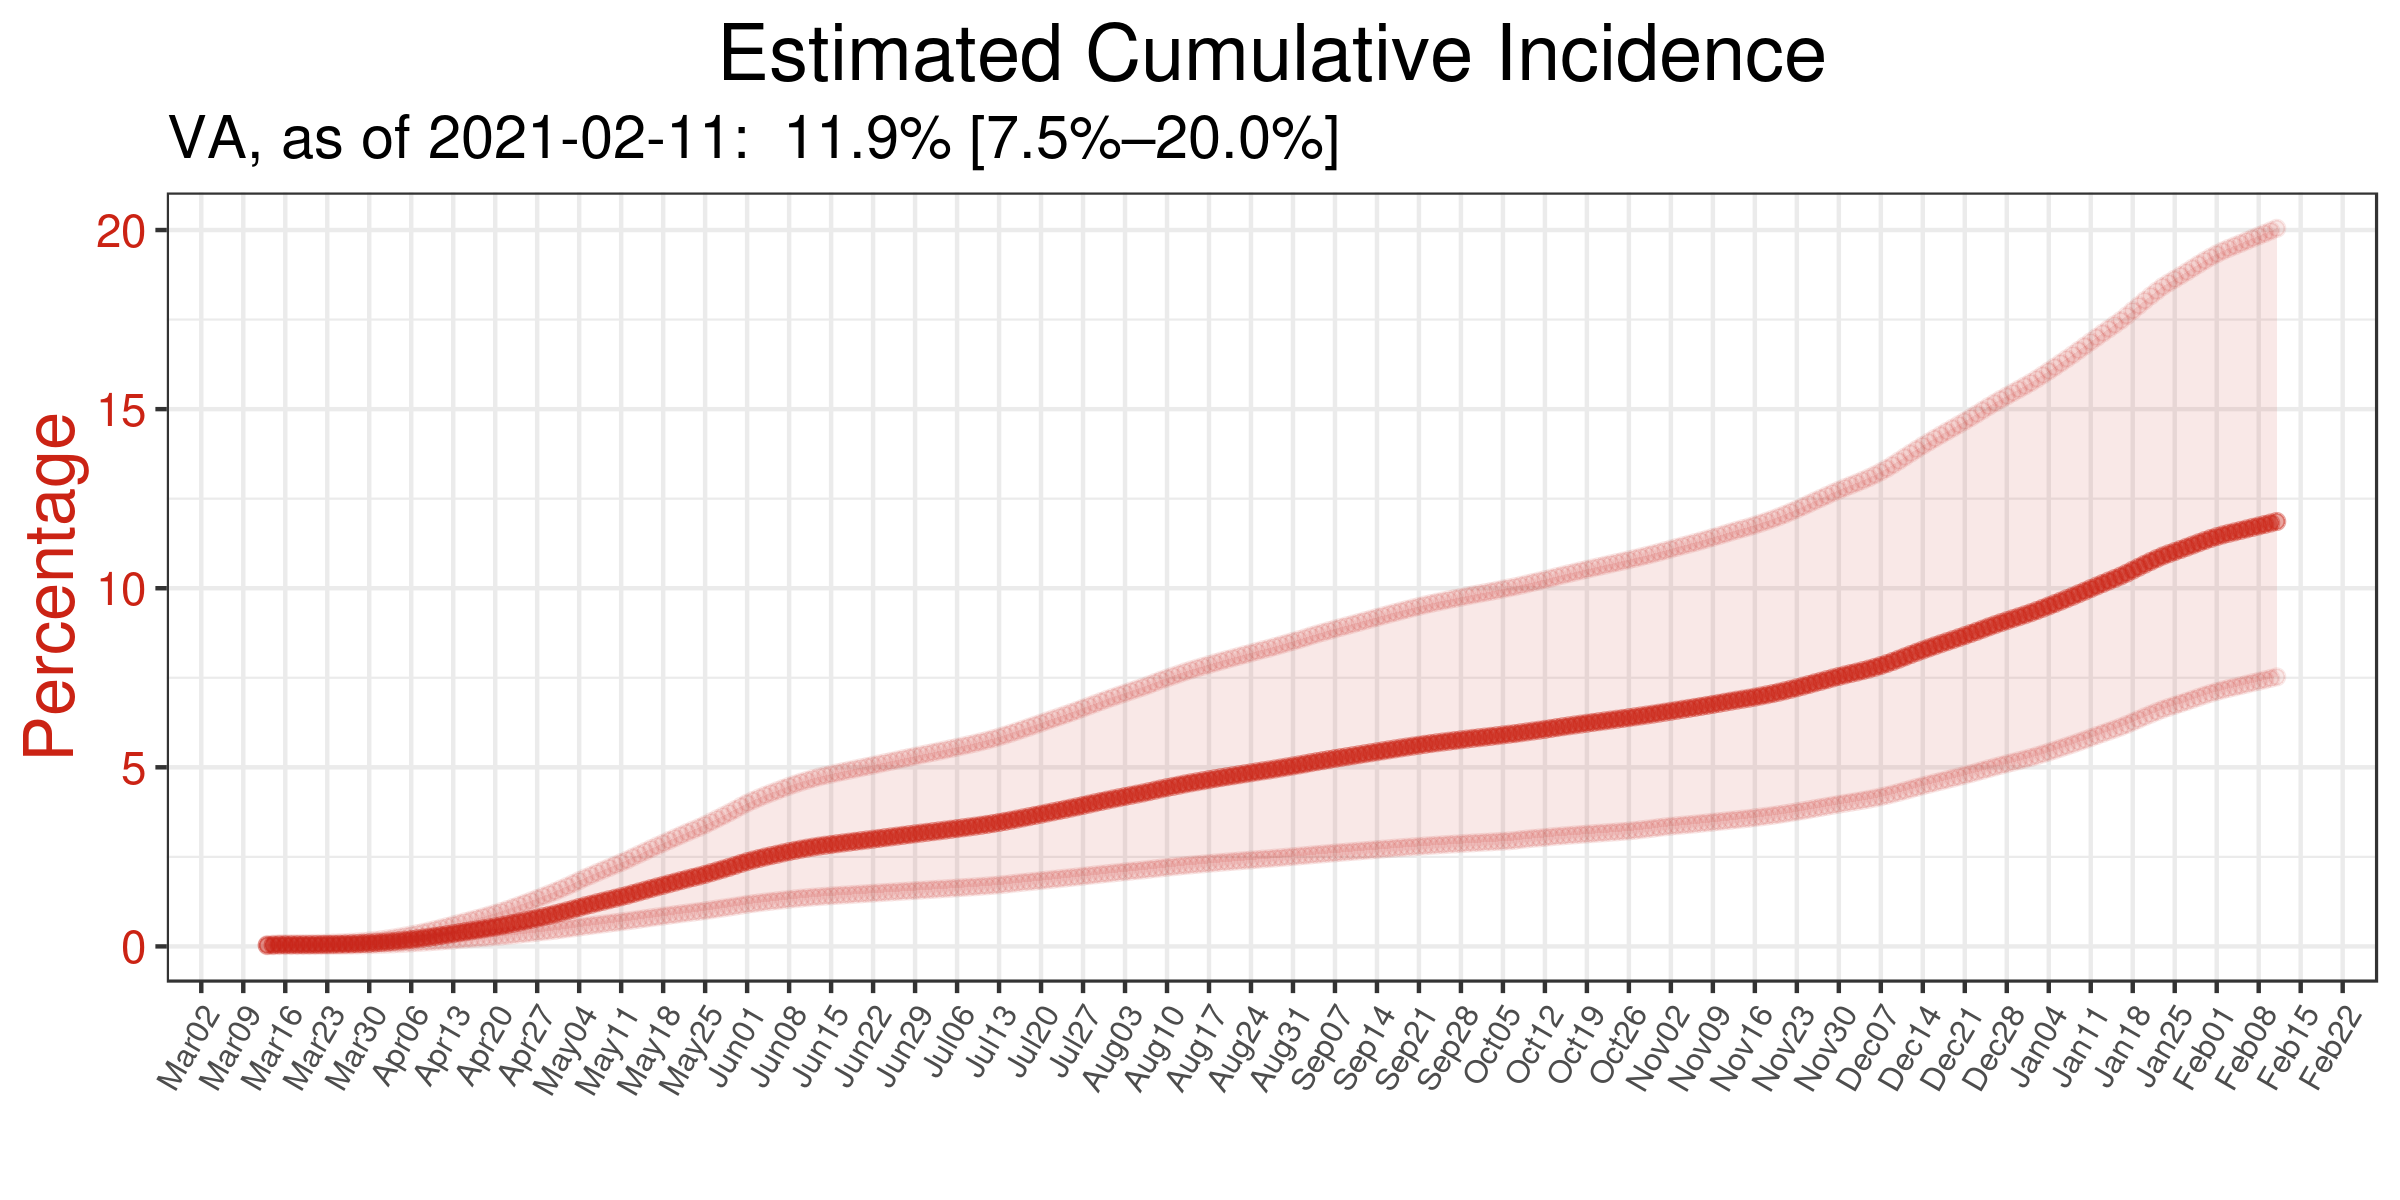 Estimated Cumulative Incidence
VA, as of 2021-02-11:  11.9% [7.5%–20.0%]
Percentage
20
15
10
5
0
Mar02 Mar09 Mar16 Mar23 Mar30 Apr06 Apr13 Apr20 Apr27 May04 May11 May18 May25 Jun01 Jun08 Jun15 Jun22 Jun29 Jul06 Jul13 Jul20 Jul27 Aug03 Aug10 Aug17 Aug24 Aug31 Sep07 Sep14 Sep21 Sep28 Oct05 Oct12 Oct19 Oct26 Nov02 Nov09 Nov16 Nov23 Nov30 Dec07 Dec14 Dec21 Dec28 Jan04 Jan11 Jan18 Jan25 Feb01 Feb08 Feb15 Feb22